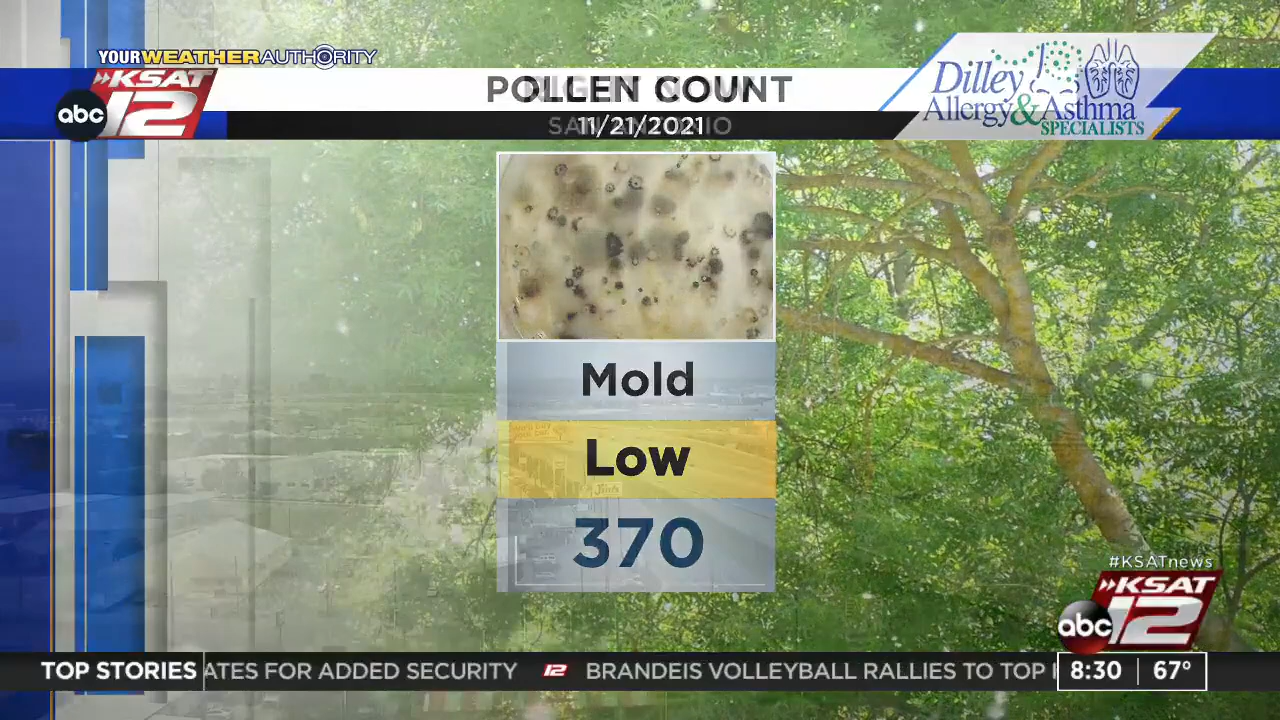 YOURWEATHERAUTHORITY
KSAT
abc 12
POLLEN COUNT
11/21/2021
Dilley
Allergy&Asthma
SPECIALISTS
Mold
Low
370
#KSATnews
KSAT
abc 12
TOP STORIES ATES FOR ADDED SECURITY 12 BRANDEIS VOLLEYBALL RALLIES TO TOP 8:30 67°